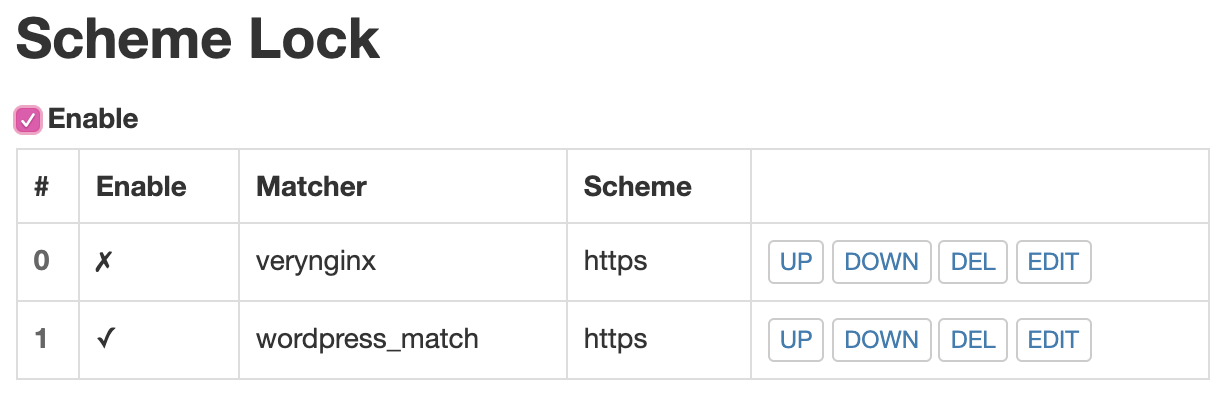 Scheme Lock
✓ Enable
# Enable Matcher Scheme
0 ✗ verynginx https UP DOWN DEL EDIT
1 ✓ wordpress_match https UP DOWN DEL EDIT